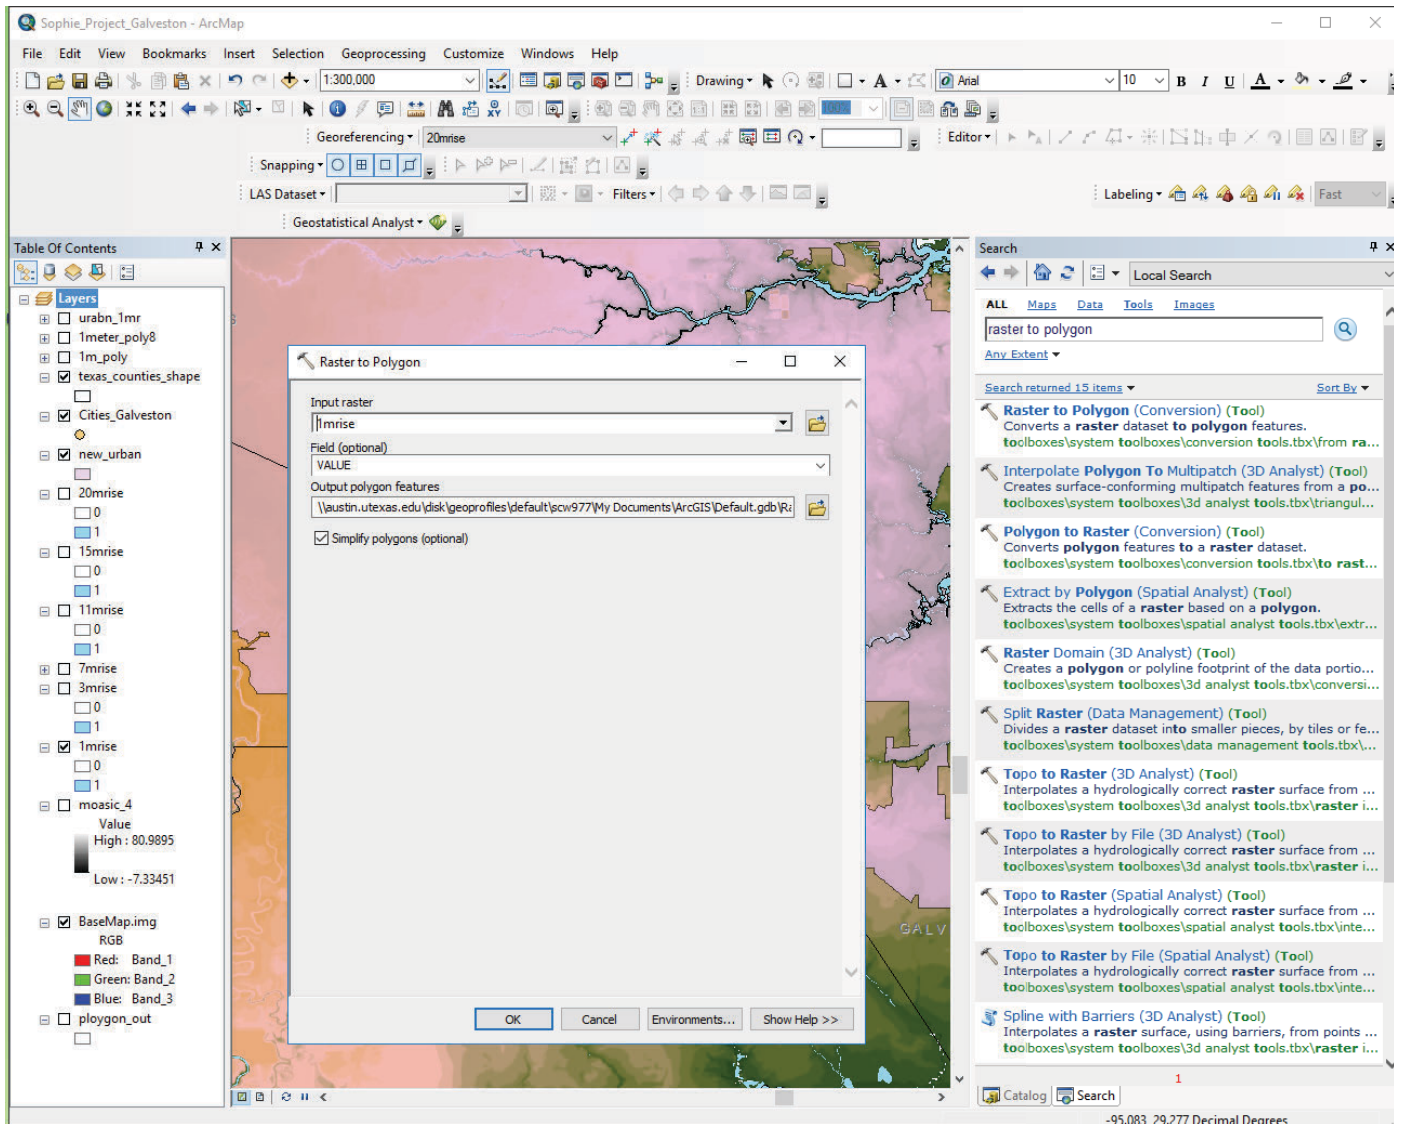 Sophie_Project_Galveston - ArcMap
File Edit View Bookmarks Insert Selection Geoprocessing Customize Windows Help
1:300,000 Drawing A Arial 10 B I U A
100%
Georeferencing 20mrise Editor
Snapping
LAS Dataset Filters Labeling Fast
Geostatistical Analyst
Table Of Contents
Layers
urabn_1mr
1meter_poly8
1m_poly
texas_counties_shape
Cities_Galveston
new_urban
20mrise
0
1
15mrise
0
1
11mrise
0
1
7mrise
3mrise
0
1
1mrise
0
1
moasic_4
Value
High : 80.9895
Low : -7.33451
BaseMap.img
RGB
Red: Band_1
Green: Band_2
Blue: Band_3
ploygon_out
GALV
Raster to Polygon
Input raster
1mrise
Field (optional)
VALUE
Output polygon features
\\austin.utexas.edu\disk\geoprofiles\default\scw977\My Documents\ArcGIS\Default.gdb\Ra
Simplify polygons (optional)
OK Cancel Environments... Show Help >>
Search
Local Search
ALL Maps Data Tools Images
raster to polygon
Any Extent
Search returned 15 items Sort By
Raster to Polygon (Conversion) (Tool)
Converts a raster dataset to polygon features.
toolboxes\system toolboxes\conversion tools.tbx\from ra...
Interpolate Polygon To Multipatch (3D Analyst) (Tool)
Creates surface-conforming multipatch features from a po...
toolboxes\system toolboxes\3d analyst tools.tbx\triangul...
Polygon to Raster (Conversion) (Tool)
Converts polygon features to a raster dataset.
toolboxes\system toolboxes\conversion tools.tbx\to rast...
Extract by Polygon (Spatial Analyst) (Tool)
Extracts the cells of a raster based on a polygon.
toolboxes\system toolboxes\spatial analyst tools.tbx\extr...
Raster Domain (3D Analyst) (Tool)
Creates a polygon or polyline footprint of the data portio...
toolboxes\system toolboxes\3d analyst tools.tbx\conversi...
Split Raster (Data Management) (Tool)
Divides a raster dataset into smaller pieces, by tiles or fe...
toolboxes\system toolboxes\data management tools.tbx\...
Topo to Raster (3D Analyst) (Tool)
Interpolates a hydrologically correct raster surface from ...
toolboxes\system toolboxes\3d analyst tools.tbx\raster i...
Topo to Raster by File (3D Analyst) (Tool)
Interpolates a hydrologically correct raster surface from ...
toolboxes\system toolboxes\3d analyst tools.tbx\raster i...
Topo to Raster (Spatial Analyst) (Tool)
Interpolates a hydrologically correct raster surface from ...
toolboxes\system toolboxes\spatial analyst tools.tbx\inte...
Topo to Raster by File (Spatial Analyst) (Tool)
Interpolates a hydrologically correct raster surface from ...
toolboxes\system toolboxes\spatial analyst tools.tbx\inte...
Spline with Barriers (3D Analyst) (Tool)
Interpolates a raster surface, using barriers, from points ...
toolboxes\system toolboxes\3d analyst tools.tbx\raster i...
1
Catalog Search
-95.083 29.277 Decimal Degrees